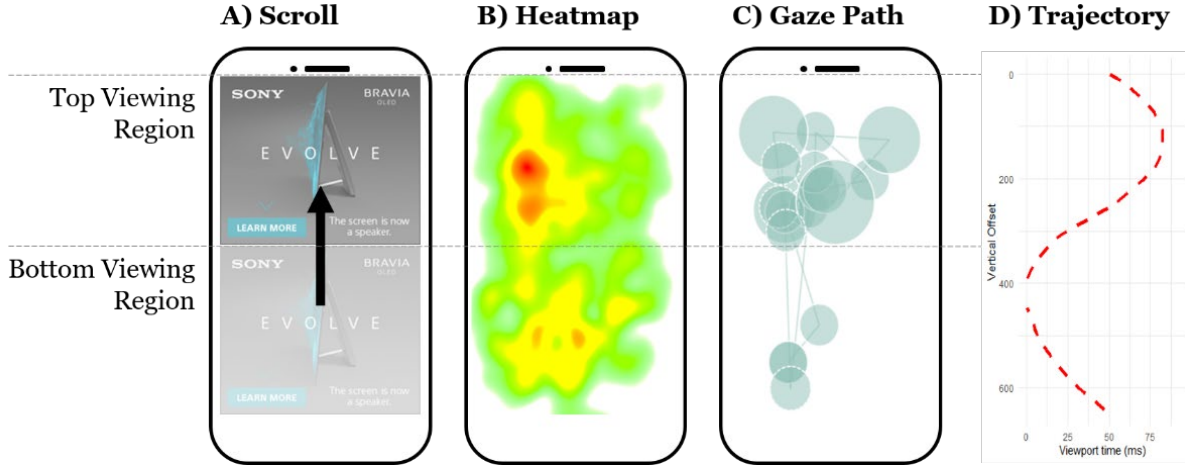 A) Scroll
B) Heatmap
C) Gaze Path
D) Trajectory
Top Viewing
Region
Bottom Viewing
Region
SONY
BRAVIA
OLED
EVOLVE
LEARN MORE
The screen is now
a speaker.
SONY
BRAVIA
OLED
EVOLVE
LEARN MORE
The screen is now
a speaker.
Vertical Offset
0
200
400
600
0
25
50
75
Viewport time (ms)